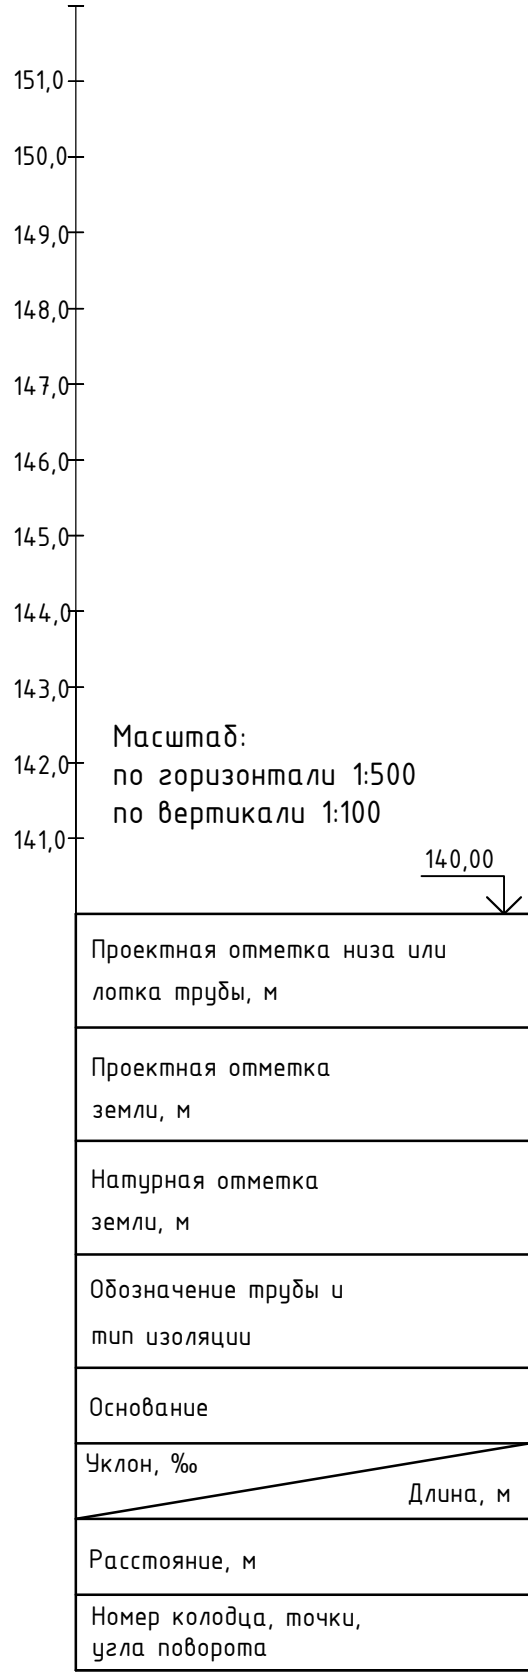 151,0
150,0
149,0
148,0
147,0
146,0
145,0
144,0
143,0
Масштаб:
142,0
по горизонтали 1:500
по вертикали 1:100
141,0
140,00
Проектная отметка низа или
лотка трубы, м
Проектная отметка
земли, м
Натурная отметка
земли, м
Обозначение трубы и
тип изоляции
Основание
Уклон, ‰
Длина, м
Расстояние, м
Номер колодца, точки,
угла поворота